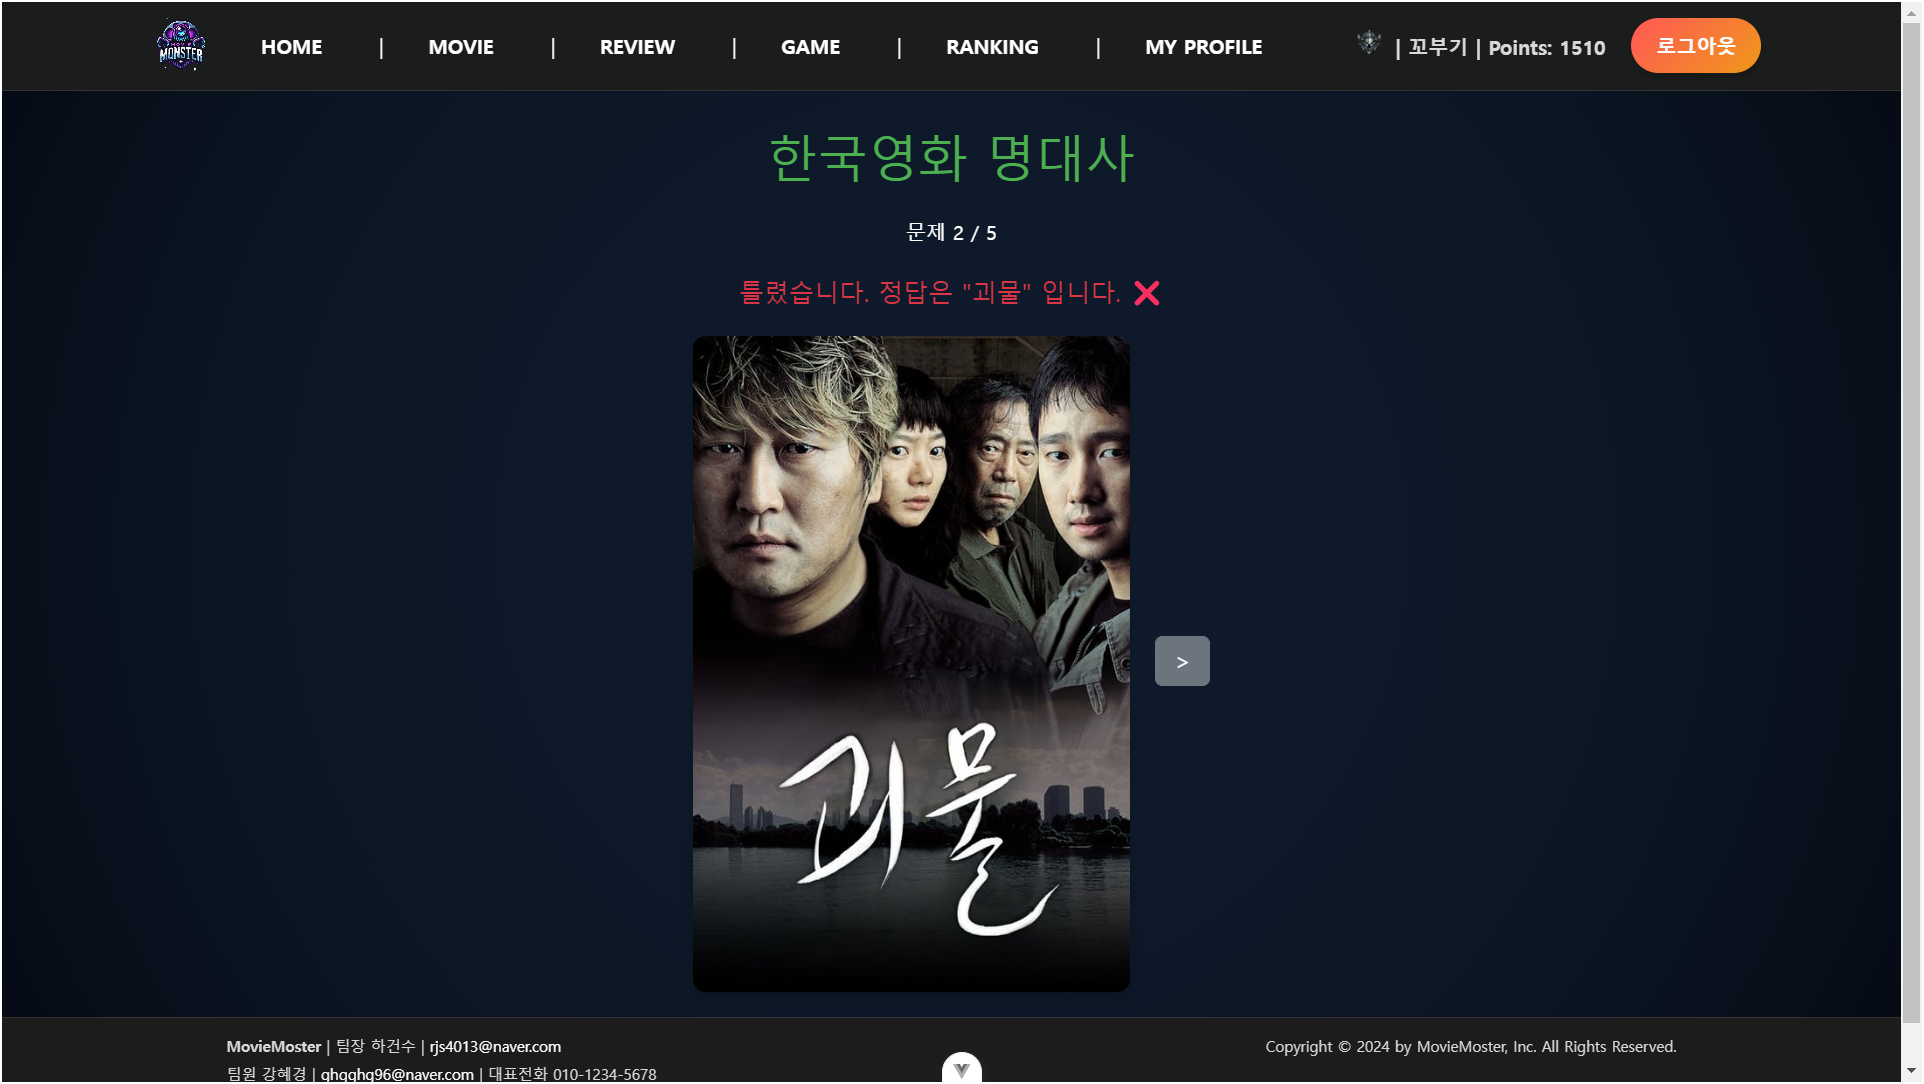 MOVIE
MONSTER
HOME | MOVIE | REVIEW | GAME | RANKING | MY PROFILE
| 꼬부기 | Points: 1510
로그아웃
한국영화 명대사
문제 2 / 5
틀렸습니다. 정답은 "괴물" 입니다. ❌
괴물
>
MovieMoster | 팀장 하건수 | rjs4013@naver.com
팀원 강혜경 | ghgghg96@naver.com | 대표전화 010-1234-5678
Copyright © 2024 by MovieMoster, Inc. All Rights Reserved.